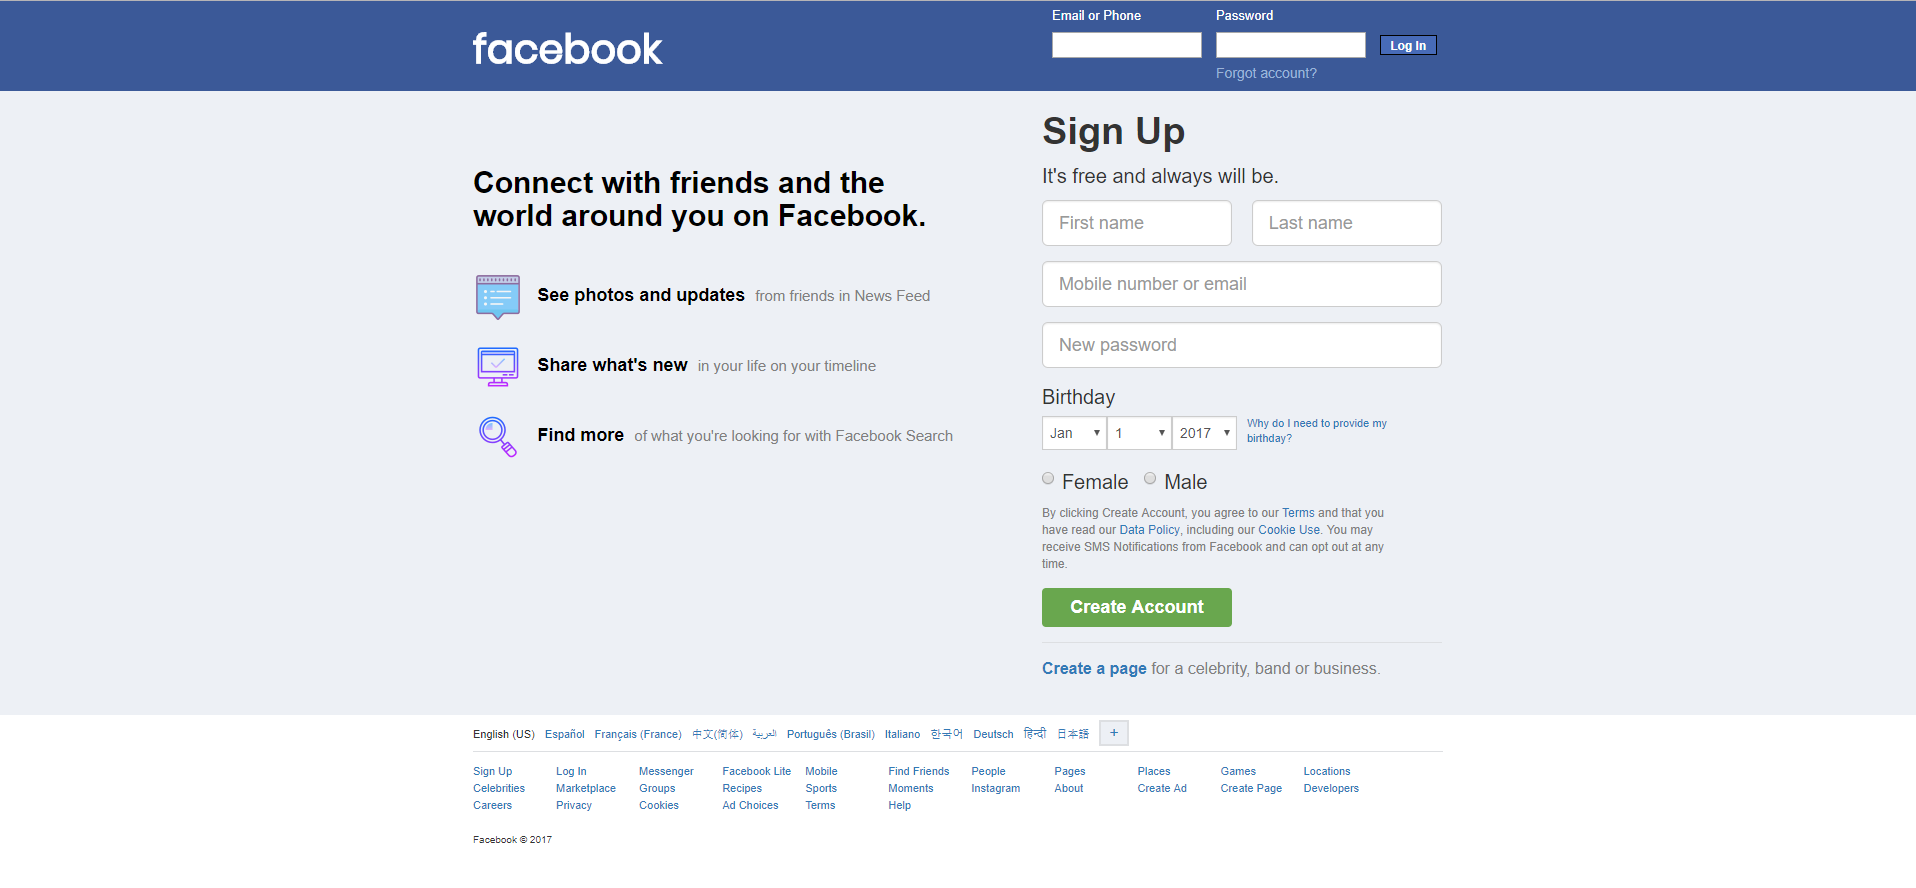 facebook
Email or Phone
Password
Log In
Forgot account?
Connect with friends and the
world around you on Facebook.
See photos and updates from friends in News Feed
Share what's new in your life on your timeline
Find more of what you're looking for with Facebook Search
Sign Up
It's free and always will be.
First name
Last name
Mobile number or email
New password
Birthday
Jan 1 2017
Why do I need to provide my
birthday?
Female Male
By clicking Create Account, you agree to our Terms and that you
have read our Data Policy, including our Cookie Use. You may
receive SMS Notifications from Facebook and can opt out at any
time.
Create Account
Create a page for a celebrity, band or business.
English (US) Español Français (France) 中文(简体) العربية Português (Brasil) Italiano 한국어 Deutsch हिन्दी 日本語 +
Sign Up Log In Messenger Facebook Lite Mobile Find Friends People Pages Places Games Locations
Celebrities Marketplace Groups Recipes Sports Moments Instagram About Create Ad Create Page Developers
Careers Privacy Cookies Ad Choices Terms Help
Facebook © 2017